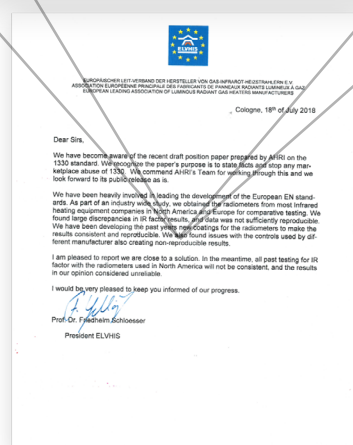 ELVHIS
EUROPÄISCHER LEIT-VERBAND DER HERSTELLER VON GAS-INFRAROT-HEIZSTRAHLERN E.V
ASSOCIATION EUROPÉENNE PRINCIPALE DES FABRICANTS DE PANNEAUX RADIANTS LUMINEUX A GAZ
EUROPEAN LEADING ASSOCIATION OF LUMINOUS RADIANT GAS HEATERS MANUFACTURERS
Cologne, 18th of July 2018
Dear Sirs,
We have become aware of the recent draft position paper prepared by AHRI on the
1330 standard. We recognize the paper's purpose is to state facts and stop any mar-
ketplace abuse of 1330. We commend AHRI's Team for working through this and we
look forward to its public release as is.
We have been heavily involved in leading the development of the European EN stand-
ards. As part of an industry wide study, we obtained the radiometers from most Infrared
heating equipment companies in North America and Europe for comparative testing. We
found large discrepancies in IR factor results, and data was not sufficiently reproducible.
We have been developing the past years new coatings for the radiometers to make the
results consistent and reproducible. We also found issues with the controls used by dif-
ferent manufacturer also creating non-reproducible results.
I am pleased to report we are close to a solution. In the meantime, all past testing for IR
factor with the radiometers used in North America will not be consistent, and the results
in our opinion considered unreliable.
I would be very pleased to keep you informed of our progress.
Prof. Dr. Friedhelm Schloesser
President ELVHIS